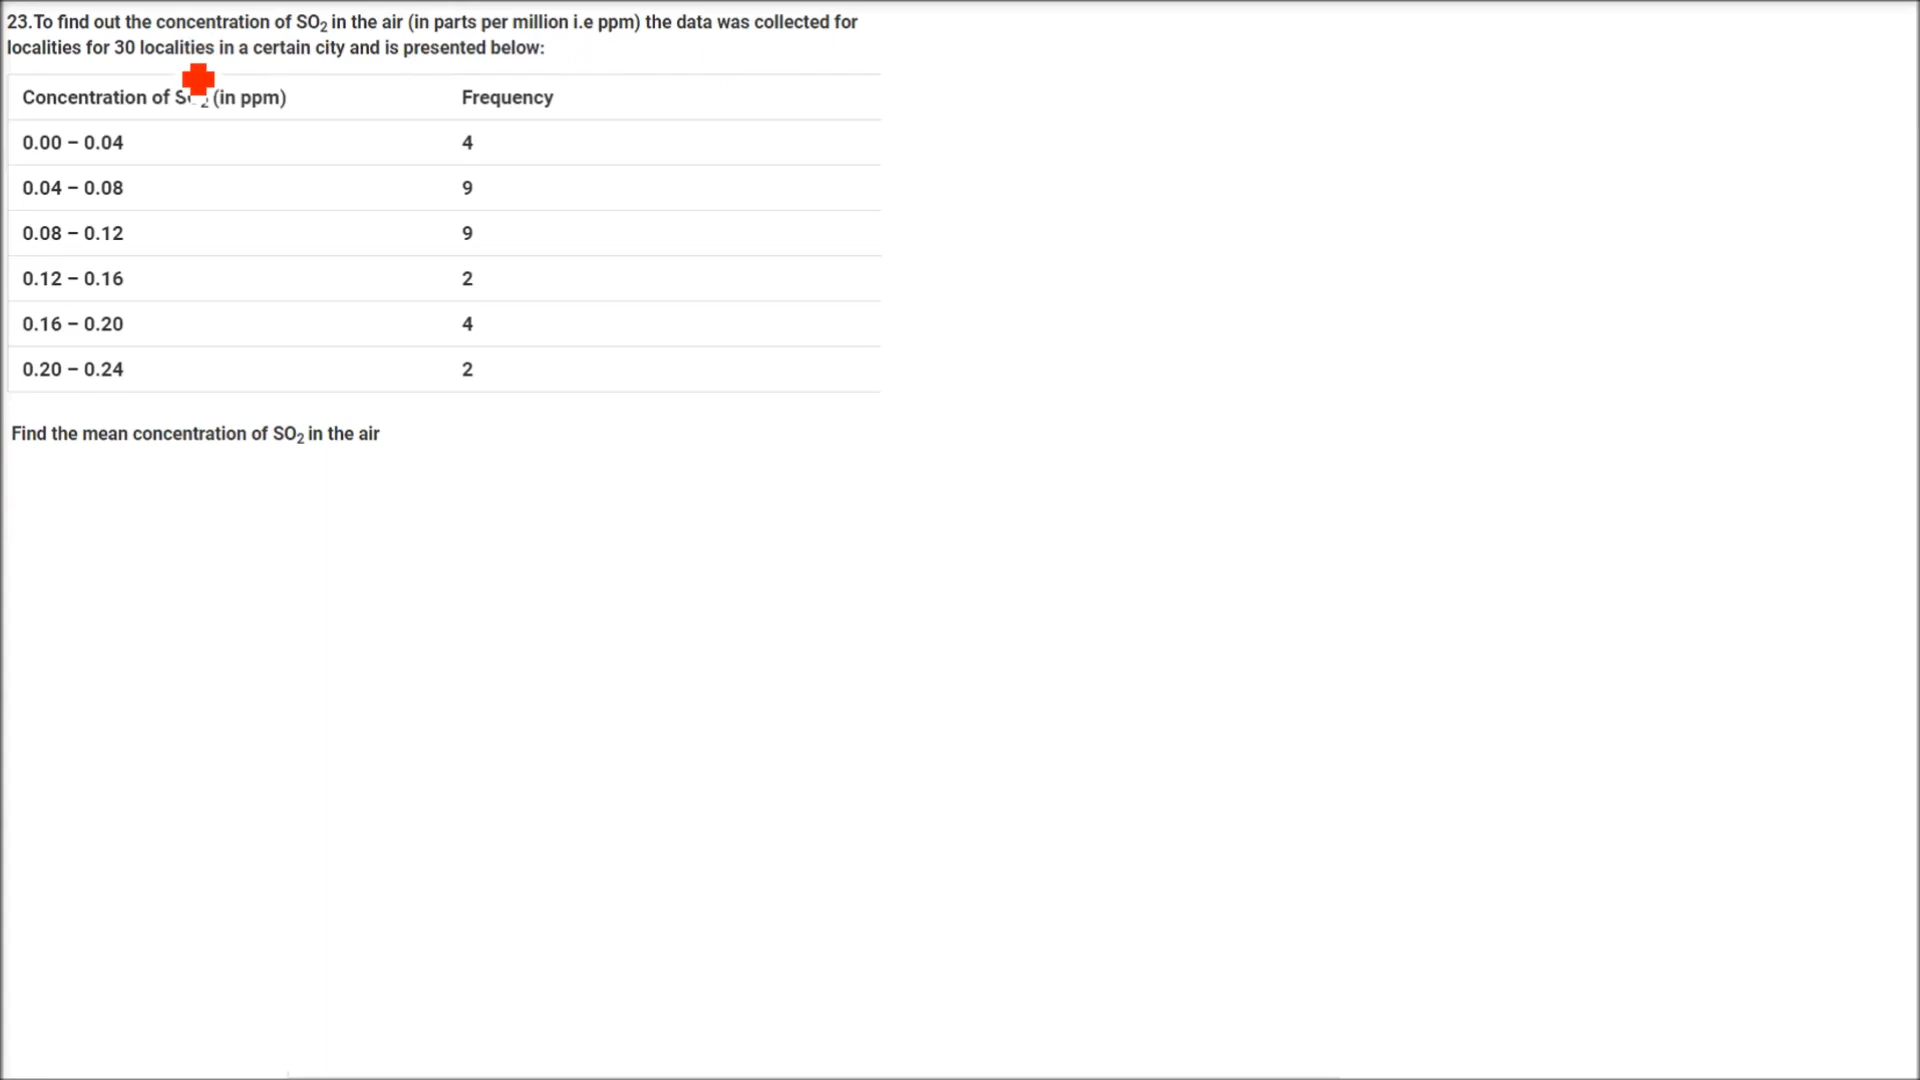 23.To find out the concentration of SO2 in the air (in parts per million i.e ppm) the data was collected for
localities for 30 localities in a certain city and is presented below:
Concentration of (in ppm) Frequency
0.00 – 0.04 4
0.04 – 0.08 9
0.08 – 0.12 9
0.12 – 0.16 2
0.16 – 0.20 4
0.20 – 0.24 2
Find the mean concentration of SO2 in the air